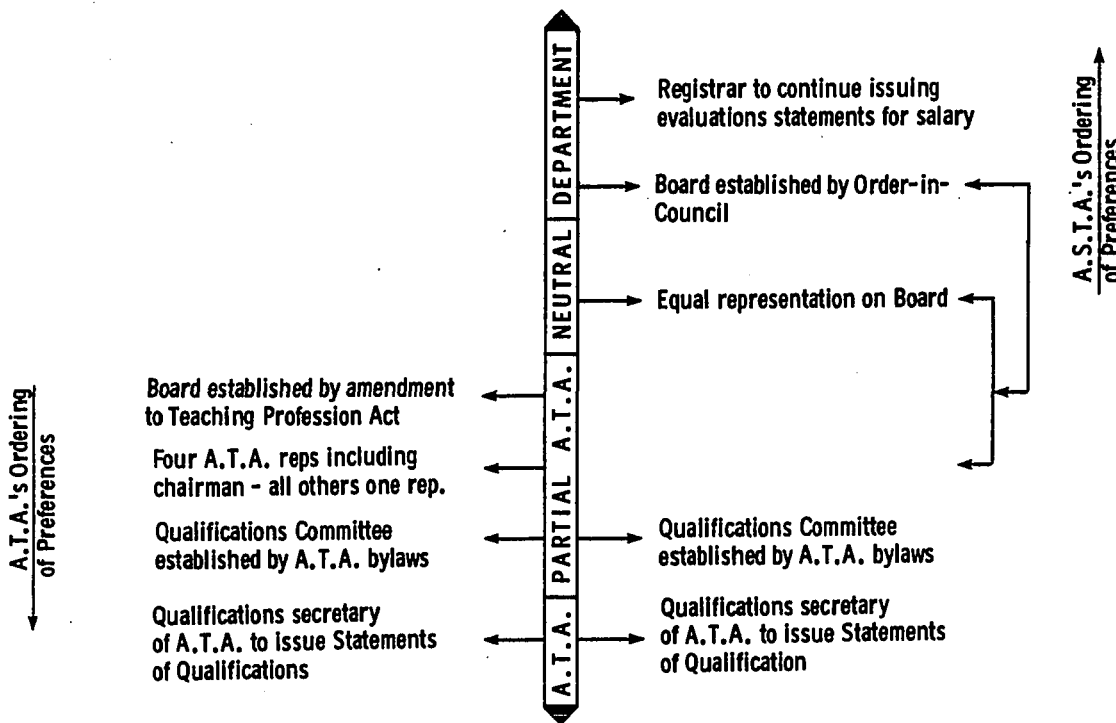 DEPARTMENT
NEUTRAL
PARTIAL A.T.A.
A.T.A.
Registrar to continue issuing
evaluations statements for salary
Board established by Order-in-
Council
Equal representation on Board
A.S.T.A.'s Ordering
of Preferences
A.T.A.'s Ordering
of Preferences
Board established by amendment
to Teaching Profession Act
Four A.T.A. reps including
chairman - all others one rep.
Qualifications Committee
established by A.T.A. bylaws
Qualifications secretary
of A.T.A. to issue Statements
of Qualifications
Qualifications Committee
established by A.T.A. bylaws
Qualifications secretary
of A.T.A. to issue Statements
of Qualification